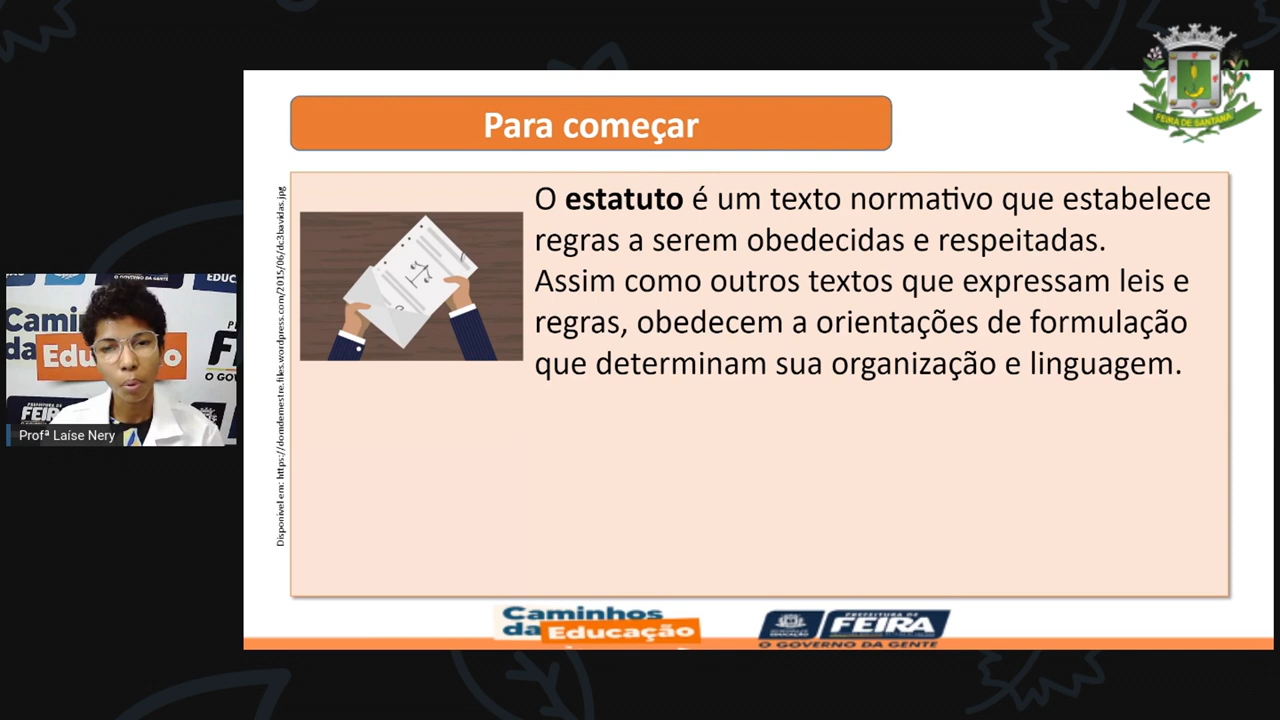 FEIRA DE SANTANA
Para começar
O estatuto é um texto normativo que estabelece
regras a serem obedecidas e respeitadas.
Assim como outros textos que expressam leis e
regras, obedecem a orientações de formulação
que determinam sua organização e linguagem.
Disponível em: https://domdemestre.files.wordpress.com/2015/06/dc3bavidas.jpg
Profª Laíse Nery
Caminhos
da Educação
PREFEITURA DE
FEIRA
EDUCAÇÃO
O GOVERNO DA GENTE